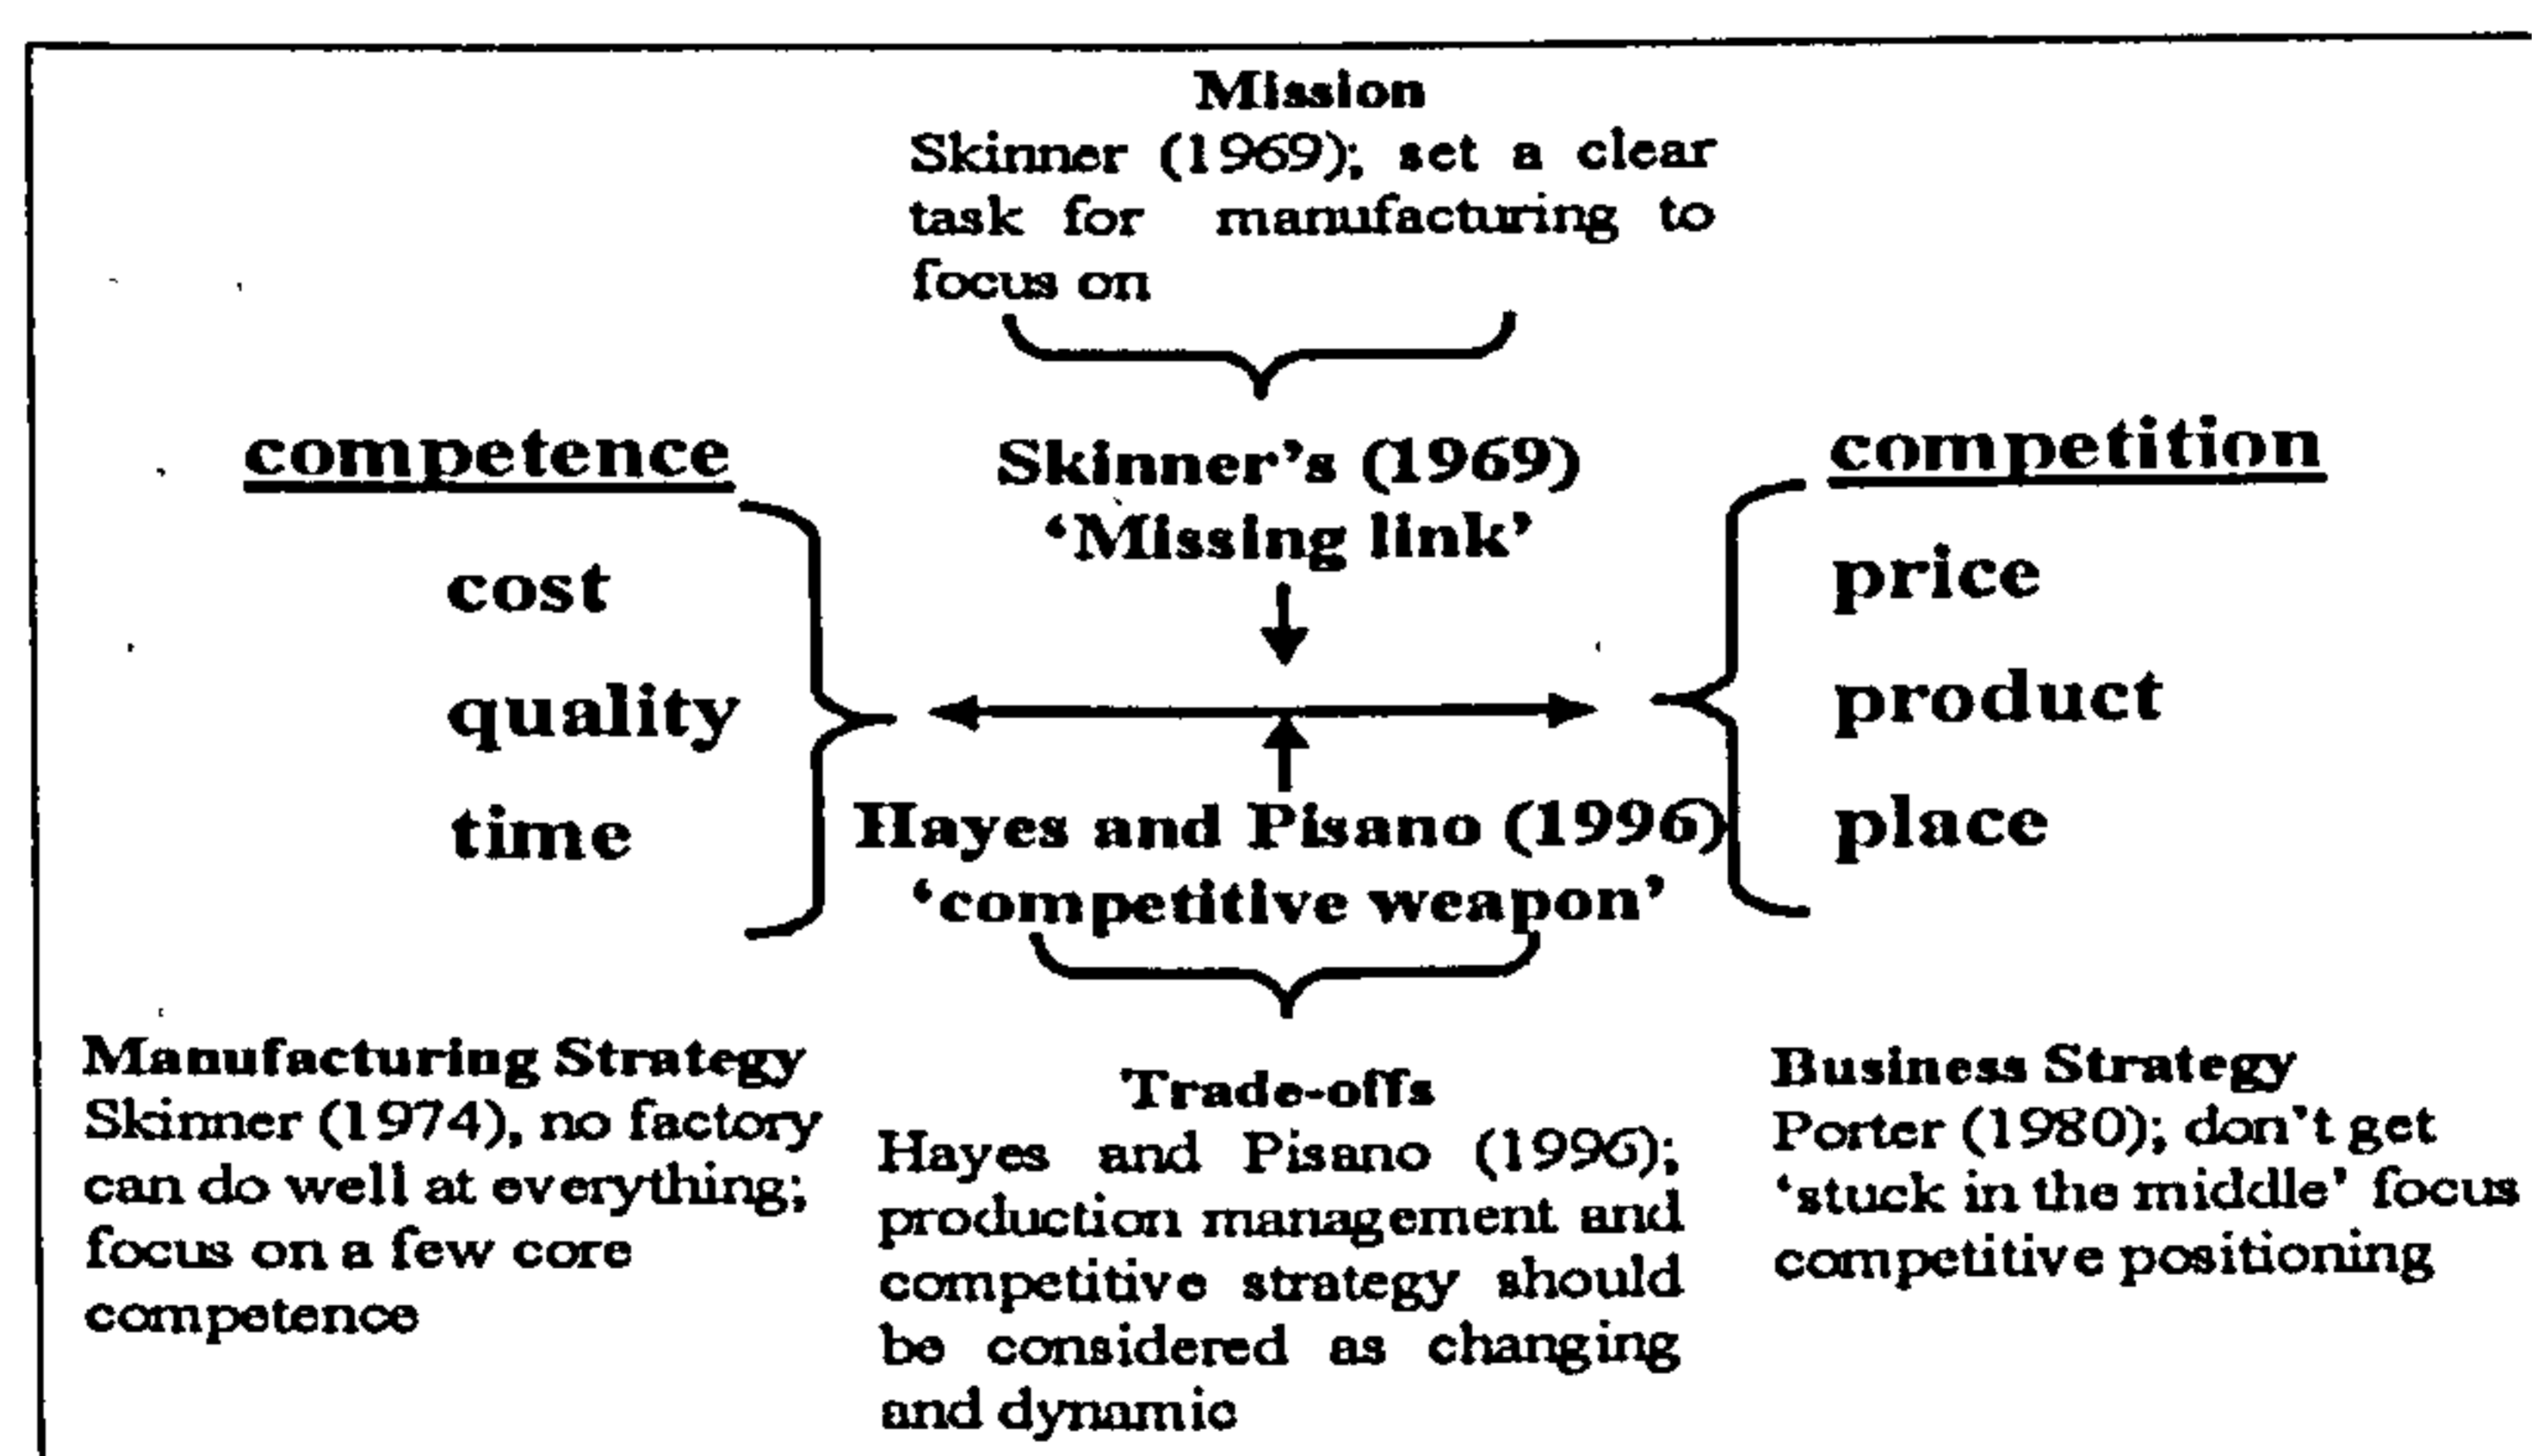 Mission
Skinner (1969); set a clear
task for manufacturing to
focus on
competence
cost
quality
time
Skinner's (1969)
'Missing link'
Hayes and Pisano (1996)
'competitive weapon'
competition
price
product
place
Manufacturing Strategy
Skinner (1974), no factory
can do well at everything;
focus on a few core
competence
Trade-offs
Hayes and Pisano (1996);
production management and
competitive strategy should
be considered as changing
and dynamic
Business Strategy
Porter (1980); don't get
'stuck in the middle' focus
competitive positioning